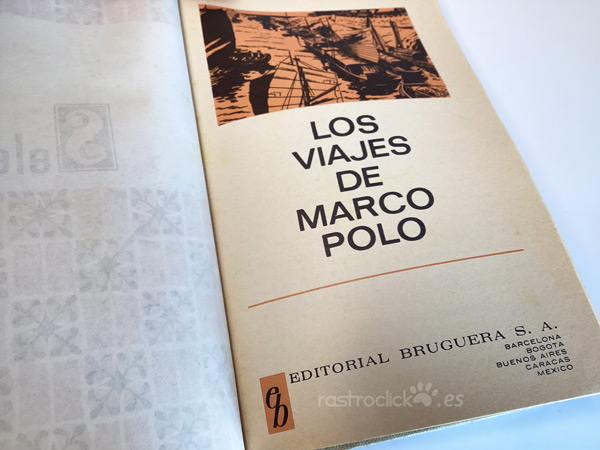 LOS
VIAJES
DE
MARCO
POLO
EDITORIAL BRUGUERA S. A.
BARCELONA
BOGOTA
BUENOS AIRES
CARACAS
MEXICO
eb
rastroclick.es